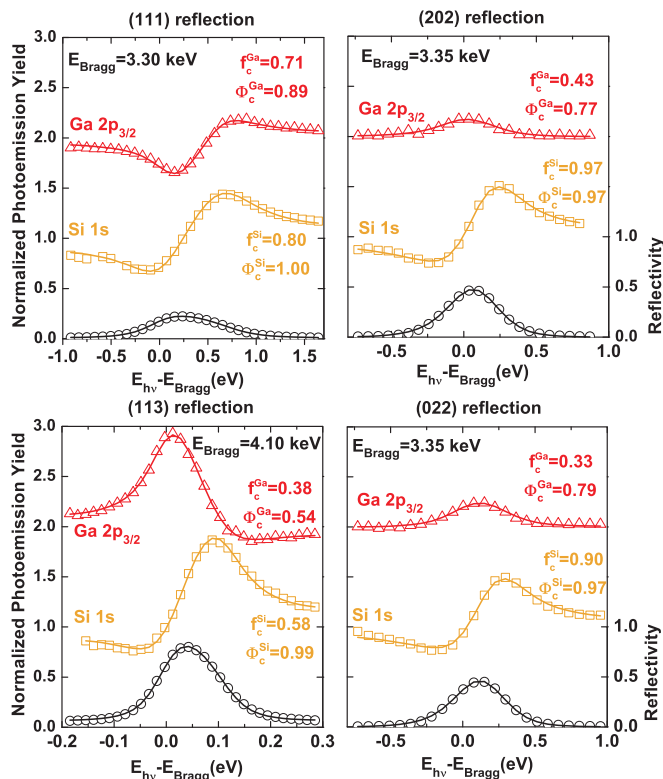 (111) reflection
E_Bragg=3.30 keV
f_c^Ga=0.71
Φ_c^Ga=0.89
Ga 2p_3/2
Si 1s
f_c^Si=0.80
Φ_c^Si=1.00
Normalized Photoemission Yield
3.0
2.5
2.0
1.5
1.0
0.5
0.0
-1.0 -0.5 0.0 0.5 1.0 1.5
E_hν-E_Bragg(eV)
(202) reflection
E_Bragg=3.35 keV
f_c^Ga=0.43
Φ_c^Ga=0.77
Ga 2p_3/2
f_c^Si=0.97
Φ_c^Si=0.97
Si 1s
1.0
0.5
0.0
Reflectivity
-0.5 0.0 0.5 1.0
E_hν-E_Bragg(eV)
(113) reflection
E_Bragg=4.10 keV
f_c^Ga=0.38
Φ_c^Ga=0.54
Ga 2p_3/2
Si 1s
f_c^Si=0.58
Φ_c^Si=0.99
Normalized Photoemission Yield
3.0
2.5
2.0
1.5
1.0
0.5
0.0
-0.2 -0.1 0.0 0.1 0.2 0.3
E_hν-E_Bragg(eV)
(022) reflection
E_Bragg=3.35 keV
f_c^Ga=0.33
Φ_c^Ga=0.79
Ga 2p_3/2
f_c^Si=0.90
Φ_c^Si=0.97
Si 1s
1.0
0.5
0.0
Reflectivity
-0.5 0.0 0.5 1.0
E_hν-E_Bragg(eV)